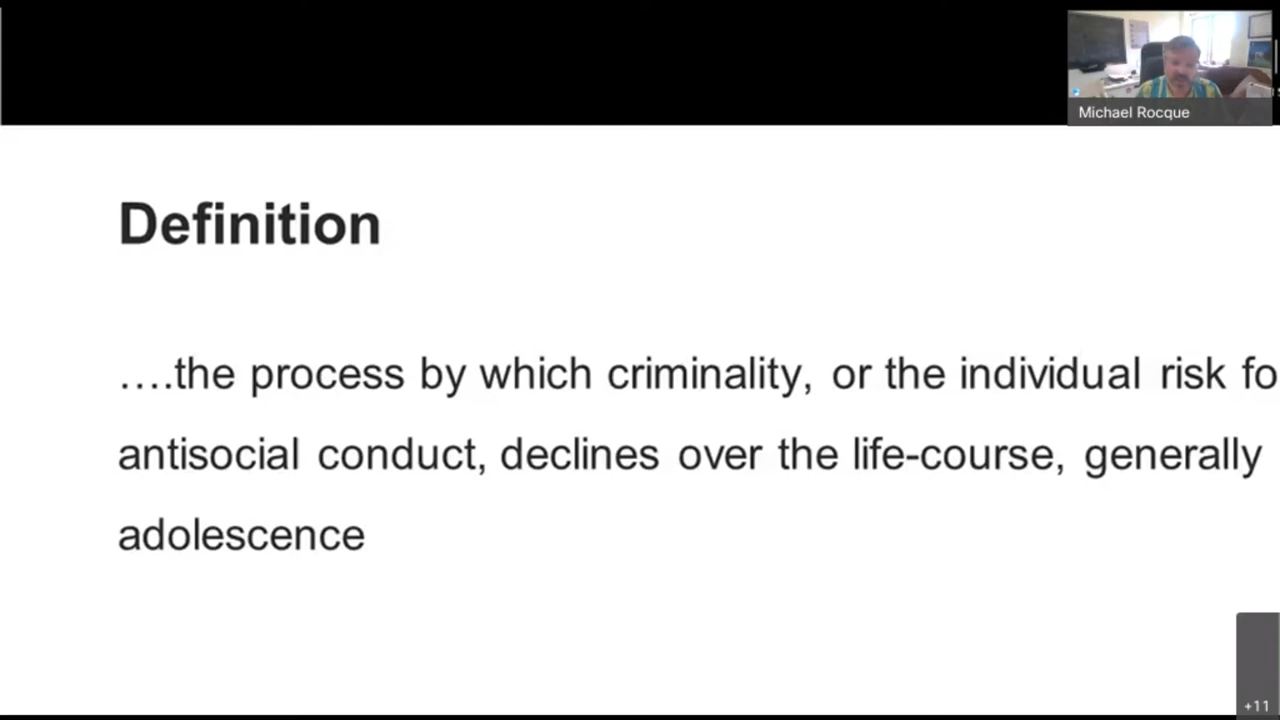 Michael Rocque
Definition
….the process by which criminality, or the individual risk fo
antisocial conduct, declines over the life-course, generally
adolescence
+11